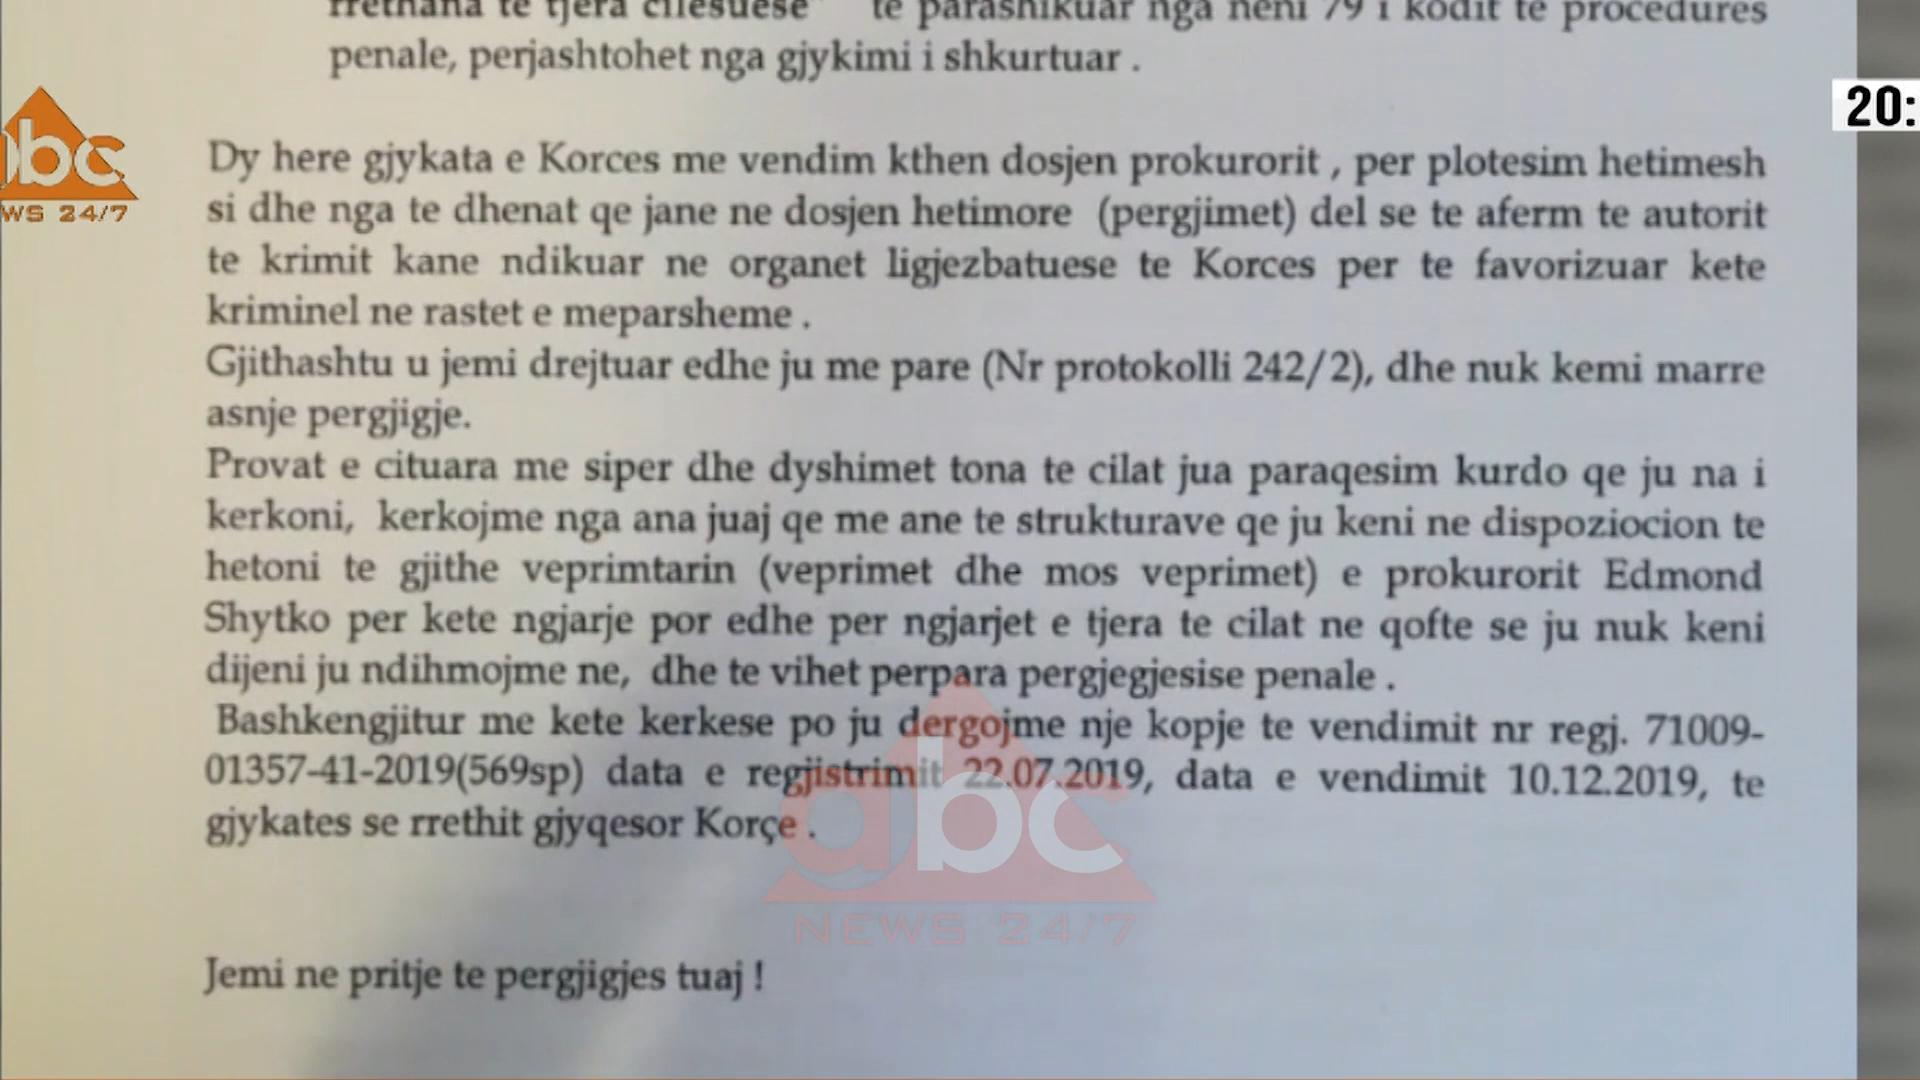 rrethana te tjera cilesuese" te parashikuar nga neni 79 i kodit te procedures
penale, perjashtohet nga gjykimi i shkurtuar .
20:
abc
WS 24/7
Dy here gjykata e Korces me vendim kthen dosjen prokurorit , per plotesim hetimesh
si dhe nga te dhenat qe jane ne dosjen hetimore (pergjimet) del se te aferm te autorit
te krimit kane ndikuar ne organet ligjezbatuese te Korces per te favorizuar kete
kriminel ne rastet e meparsheme .
Gjithashtu u jemi drejtuar edhe ju me pare (Nr protokolli 242/2), dhe nuk kemi marre
asnje pergjigje.
Provat e cituara me siper dhe dyshimet tona te cilat jua paraqesim kurdo qe ju na i
kerkoni, kerkojme nga ana juaj qe me ane te strukturave qe ju keni ne dispoziocion te
hetoni te gjithe veprimtarin (veprimet dhe mos veprimet) e prokurorit Edmond
Shytko per kete ngjarje por edhe per ngjarjet e tjera te cilat ne qofte se ju nuk keni
dijeni ju ndihmojme ne, dhe te vihet perpara pergjegjesise penale .
Bashkengjitur me kete kerkese po ju dergojme nje kopje te vendimit nr regj. 71009-
01357-41-2019(569sp) data e regjistrimit 22.07.2019, data e vendimit 10.12.2019, te
gjykates se rrethit gjyqesor Korçe .
abc
NEWS 24/7
Jemi ne pritje te pergjigjes tuaj !